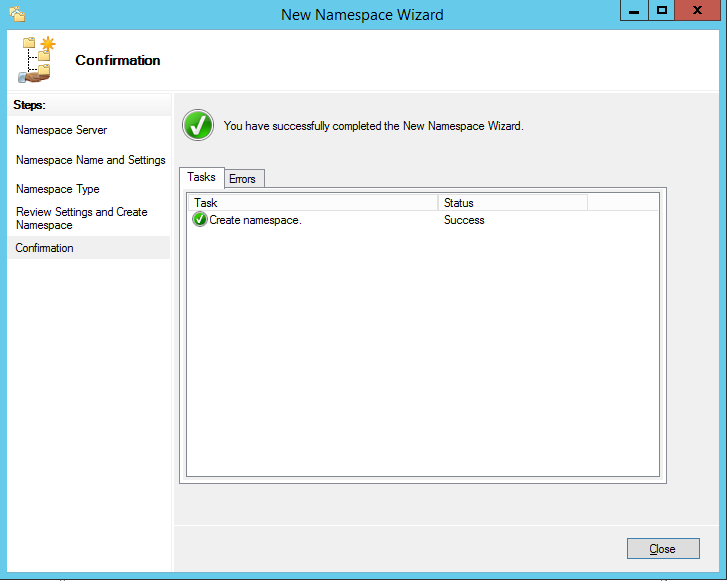 New Namespace Wizard
Confirmation
Steps:
Namespace Server
Namespace Name and Settings
Namespace Type
Review Settings and Create
Namespace
Confirmation
You have successfully completed the New Namespace Wizard.
Tasks Errors
Task Status
Create namespace. Success
Close